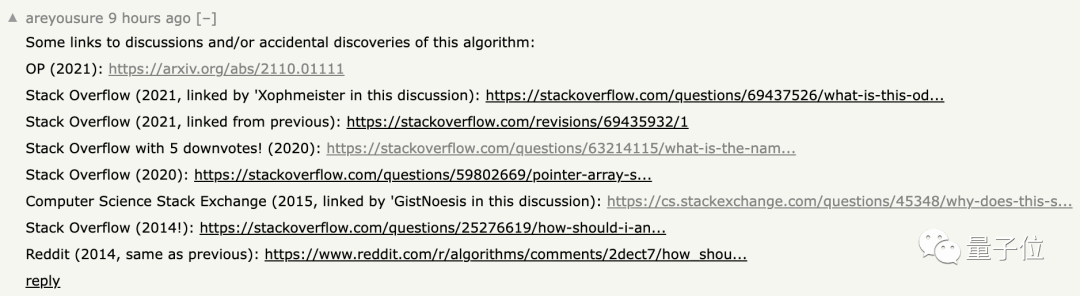 ▲ areyousure 9 hours ago [–]
Some links to discussions and/or accidental discoveries of this algorithm:
OP (2021): https://arxiv.org/abs/2110.01111
Stack Overflow (2021, linked by 'Xophmeister in this discussion): https://stackoverflow.com/questions/69437526/what-is-this-od...
Stack Overflow (2021, linked from previous): https://stackoverflow.com/revisions/69435932/1
Stack Overflow with 5 downvotes! (2020): https://stackoverflow.com/questions/63214115/what-is-the-nam...
Stack Overflow (2020): https://stackoverflow.com/questions/59802669/pointer-array-s...
Computer Science Stack Exchange (2015, linked by 'GistNoesis in this discussion): https://cs.stackexchange.com/questions/45348/why-does-this-s...
Stack Overflow (2014!): https://stackoverflow.com/questions/25276619/how-should-i-an...
Reddit (2014, same as previous): https://www.reddit.com/r/algorithms/comments/2dect7/how_shou...
reply
量子位